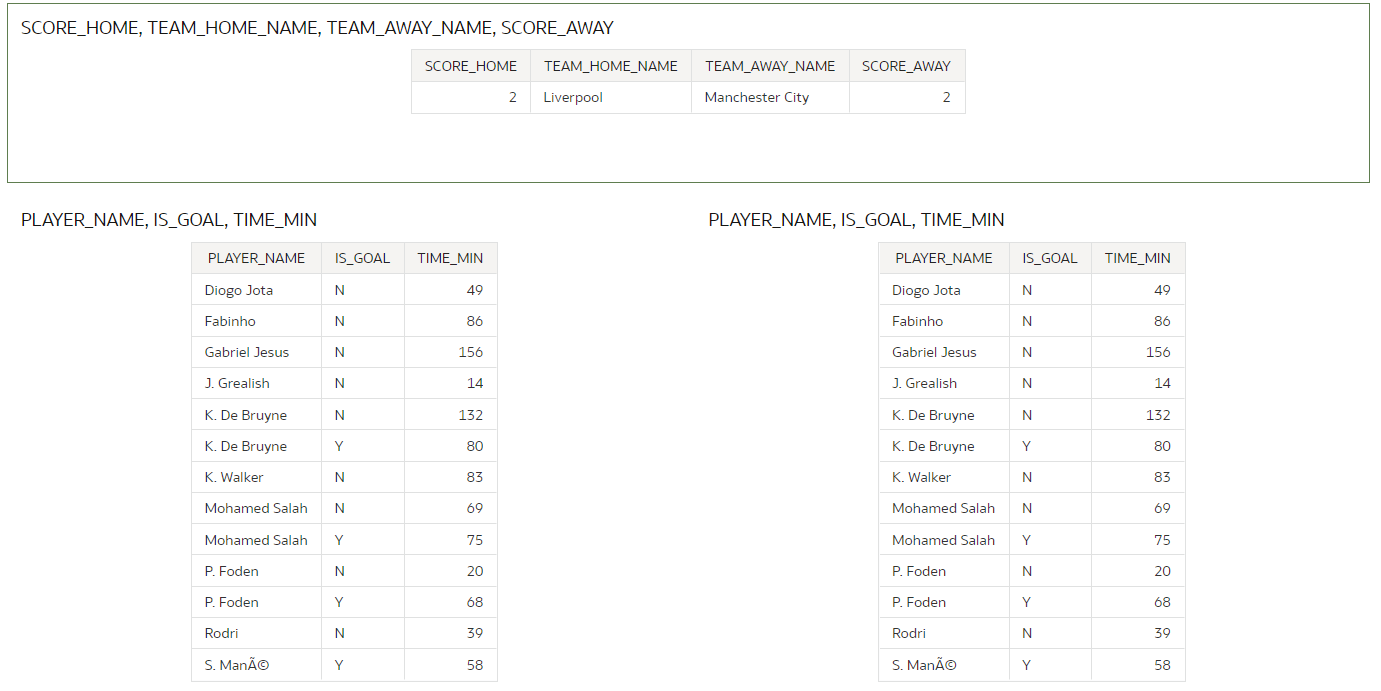 SCORE_HOME, TEAM_HOME_NAME, TEAM_AWAY_NAME, SCORE_AWAY
SCORE_HOME TEAM_HOME_NAME TEAM_AWAY_NAME SCORE_AWAY
2 Liverpool Manchester City 2
PLAYER_NAME, IS_GOAL, TIME_MIN
PLAYER_NAME IS_GOAL TIME_MIN
Diogo Jota N 49
Fabinho N 86
Gabriel Jesus N 156
J. Grealish N 14
K. De Bruyne N 132
K. De Bruyne Y 80
K. Walker N 83
Mohamed Salah N 69
Mohamed Salah Y 75
P. Foden N 20
P. Foden Y 68
Rodri N 39
S. ManÃ© Y 58
PLAYER_NAME, IS_GOAL, TIME_MIN
PLAYER_NAME IS_GOAL TIME_MIN
Diogo Jota N 49
Fabinho N 86
Gabriel Jesus N 156
J. Grealish N 14
K. De Bruyne N 132
K. De Bruyne Y 80
K. Walker N 83
Mohamed Salah N 69
Mohamed Salah Y 75
P. Foden N 20
P. Foden Y 68
Rodri N 39
S. ManÃ© Y 58